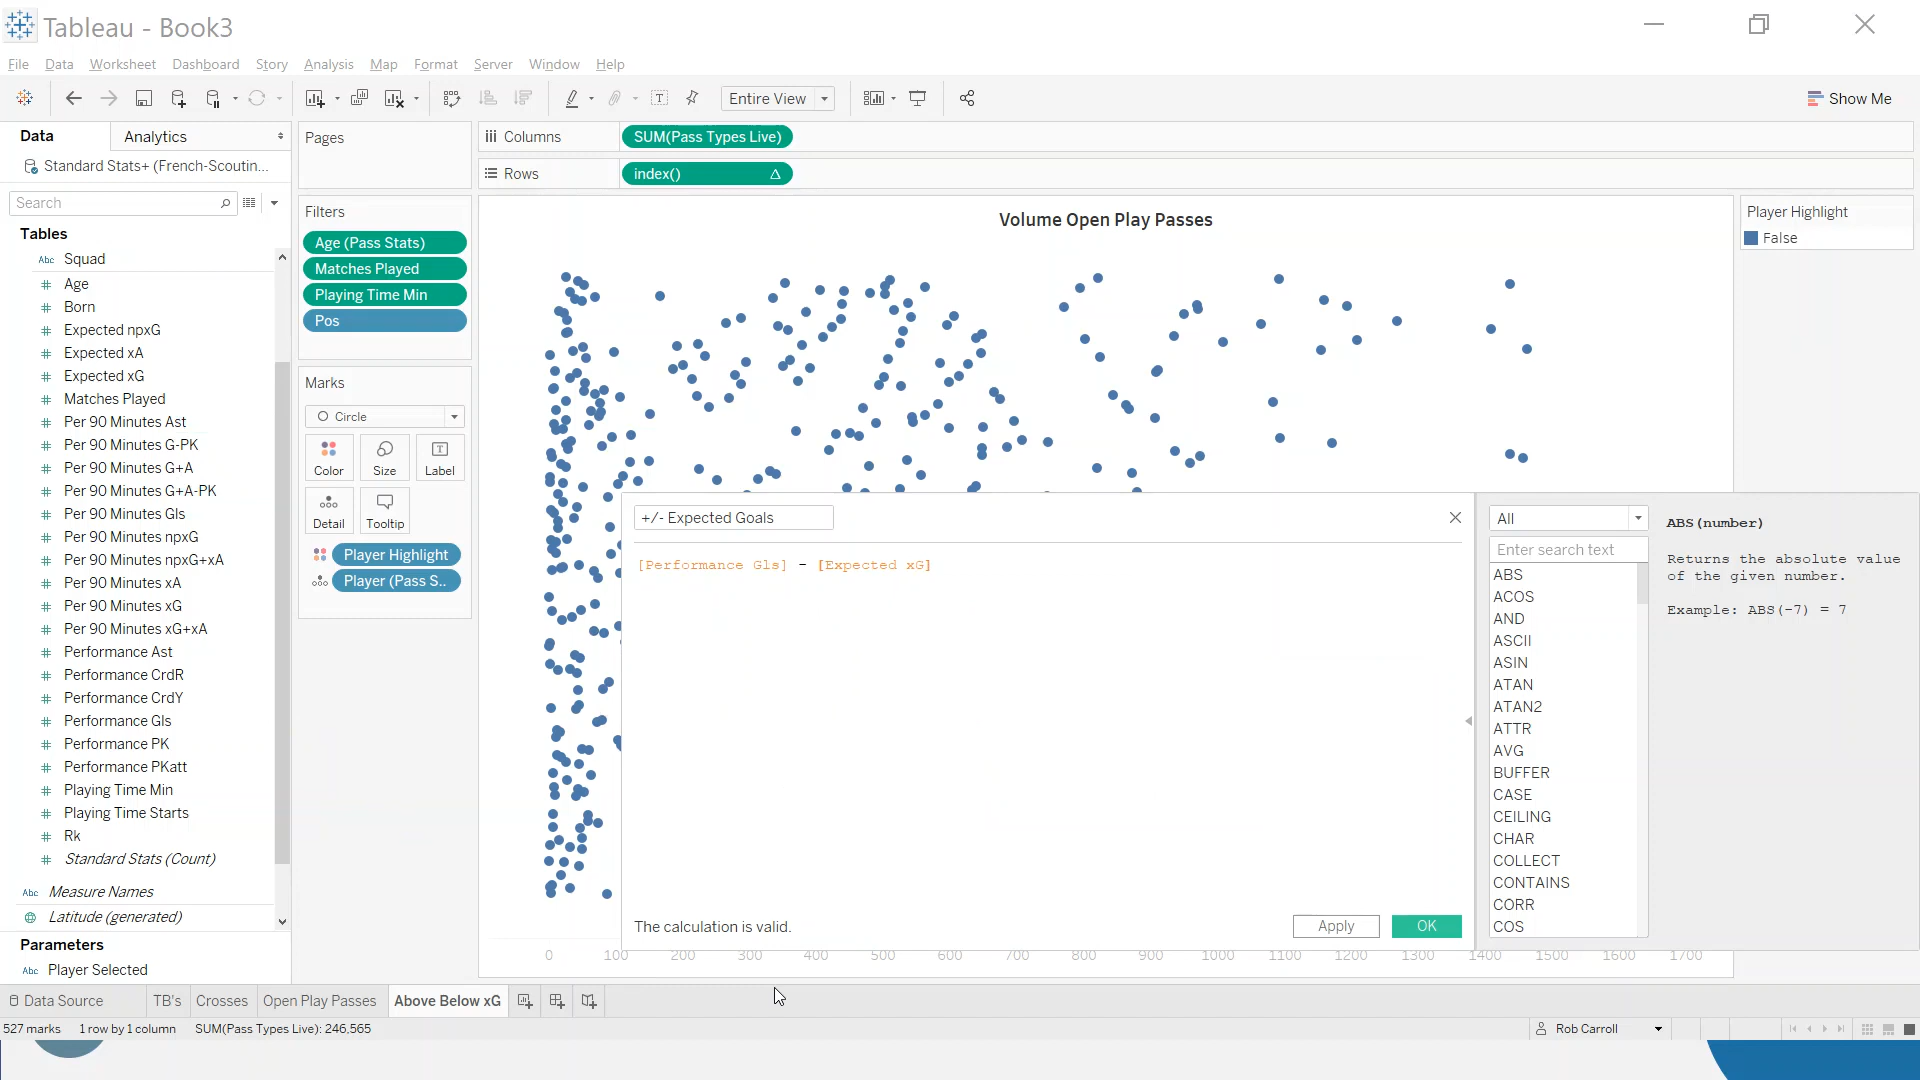 Tableau - Book3
File Data Worksheet Dashboard Story Analysis Map Format Server Window Help
Entire View
Show Me
Data Analytics
Standard Stats+ (French-Scoutin...
Search
Tables
Abc Squad
Age
Born
Expected npxG
Expected xA
Expected xG
Matches Played
Per 90 Minutes Ast
Per 90 Minutes G-PK
Per 90 Minutes G+A
Per 90 Minutes G+A-PK
Per 90 Minutes Gls
Per 90 Minutes npxG
Per 90 Minutes npxG+xA
Per 90 Minutes xA
Per 90 Minutes xG
Per 90 Minutes xG+xA
Performance Ast
Performance CrdR
Performance CrdY
Performance Gls
Performance PK
Performance PKatt
Playing Time Min
Playing Time Starts
Rk
Standard Stats (Count)
Abc Measure Names
Latitude (generated)
Parameters
Abc Player Selected
Pages
Filters
Age (Pass Stats)
Matches Played
Playing Time Min
Pos
Marks
Circle
Color Size Label
Detail Tooltip
Player Highlight
Player (Pass S..
Columns SUM(Pass Types Live)
Rows index() Δ
Volume Open Play Passes
Player Highlight
False
+/- Expected Goals
[Performance Gls] - [Expected xG]
The calculation is valid.
Apply OK
All
Enter search text
ABS
ACOS
AND
ASCII
ASIN
ATAN
ATAN2
ATTR
AVG
BUFFER
CASE
CEILING
CHAR
COLLECT
CONTAINS
CORR
COS
ABS(number)
Returns the absolute value
of the given number.
Example: ABS(-7) = 7
0 100 200 300 400 500 600 700 800 900 1000 1100 1200 1300 1400 1500 1600 1700
Data Source TB's Crosses Open Play Passes Above Below xG
527 marks 1 row by 1 column SUM(Pass Types Live): 246,565
Rob Carroll